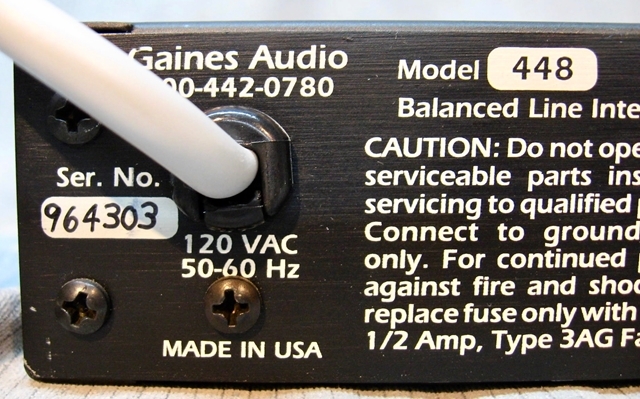 Gaines Audio
00-442-0780
Model 448
Balanced Line Inte
Ser. No.
964303
120 VAC
50-60 Hz
MADE IN USA
CAUTION: Do not ope
serviceable parts ins
servicing to qualified
Connect to ground
only. For continued
against fire and shoc
replace fuse only with
1/2 Amp, Type 3AG Fa